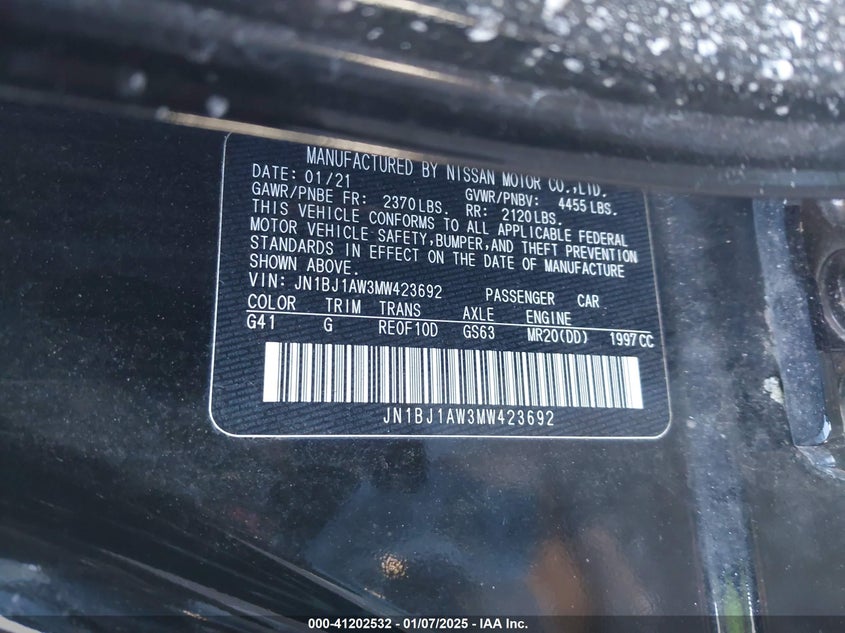 MANUFACTURED BY NISSAN MOTOR CO.,LTD.
DATE: 01/21 GVWR/PNBV: 4455LBS.
GAWR/PNBE FR: 2370LBS. RR: 2120LBS.
THIS VEHICLE CONFORMS TO ALL APPLICABLE FEDERAL
MOTOR VEHICLE SAFETY,BUMPER,AND THEFT PREVENTION
STANDARDS IN EFFECT ON THE DATE OF MANUFACTURE
SHOWN ABOVE.
VIN: JN1BJ1AW3MW423692 PASSENGER CAR
COLOR TRIM TRANS AXLE ENGINE
G41 G RE0F10D GS63 MR20(DD) 1997CC
JN1BJ1AW3MW423692
000-41202532 - 01/07/2025 - IAA Inc.